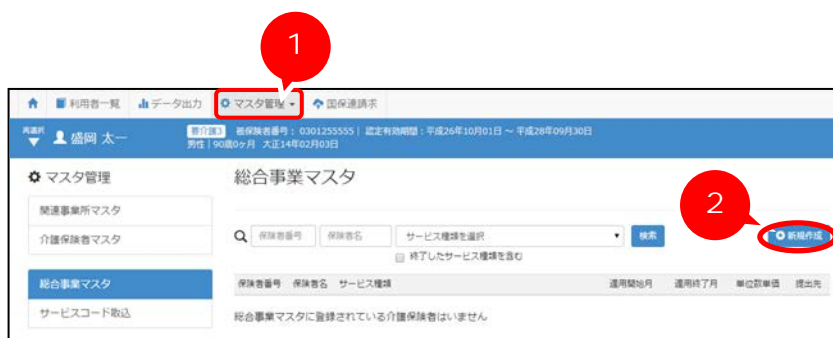 1
利用者一覧 データ出力 マスタ管理 国保連請求
再選択 盛岡 太一 要介護3 被保険者番号: 0301255555 | 認定有効期間:平成26年10月01日 ~ 平成28年09月30日
男性 | 90歳0ヶ月 大正14年02月03日
マスタ管理
総合事業マスタ
2
関連事業所マスタ
介護保険者マスタ
総合事業マスタ
サービスコード取込
保険者番号 保険者名 サービス種類を選択 検索 新規作成
終了したサービス種類を含む
保険者番号 保険者名 サービス種類 適用開始月 適用終了月 単位数単価 提出先
総合事業マスタに登録されている介護保険者はいません